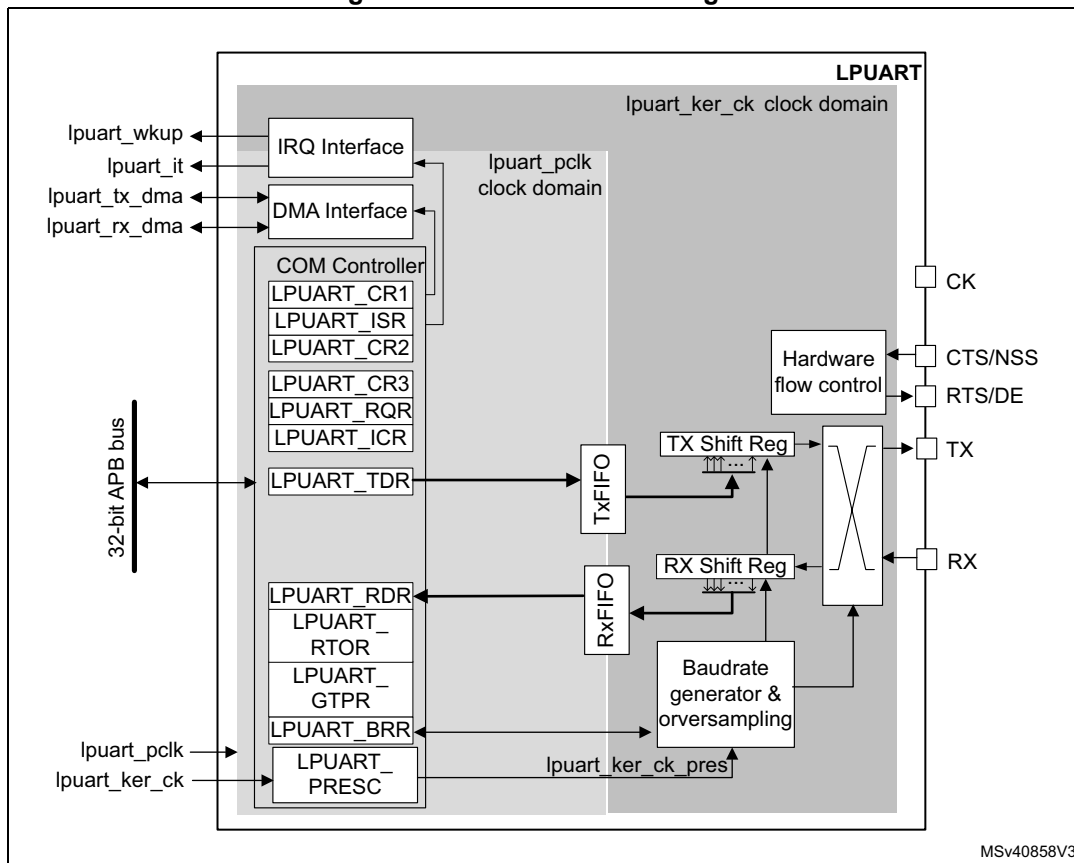 LPUART
lpuart_ker_ck clock domain
lpuart_wkup
lpuart_it
IRQ Interface
lpuart_pclk
clock domain
lpuart_tx_dma
lpuart_rx_dma
DMA Interface
COM Controller
LPUART_CR1
LPUART_ISR
LPUART_CR2
LPUART_CR3
LPUART_RQR
LPUART_ICR
LPUART_TDR
32-bit APB bus
TxFIFO
TX Shift Reg
...
Hardware
flow control
CK
CTS/NSS
RTS/DE
TX
RX
RX Shift Reg
...
RxFIFO
LPUART_RDR
LPUART_
RTOR
LPUART_
GTPR
LPUART_BRR
Baudrate
generator &
orversampling
lpuart_pclk
lpuart_ker_ck
LPUART_
PRESC
lpuart_ker_ck_pres
MSv40858V3